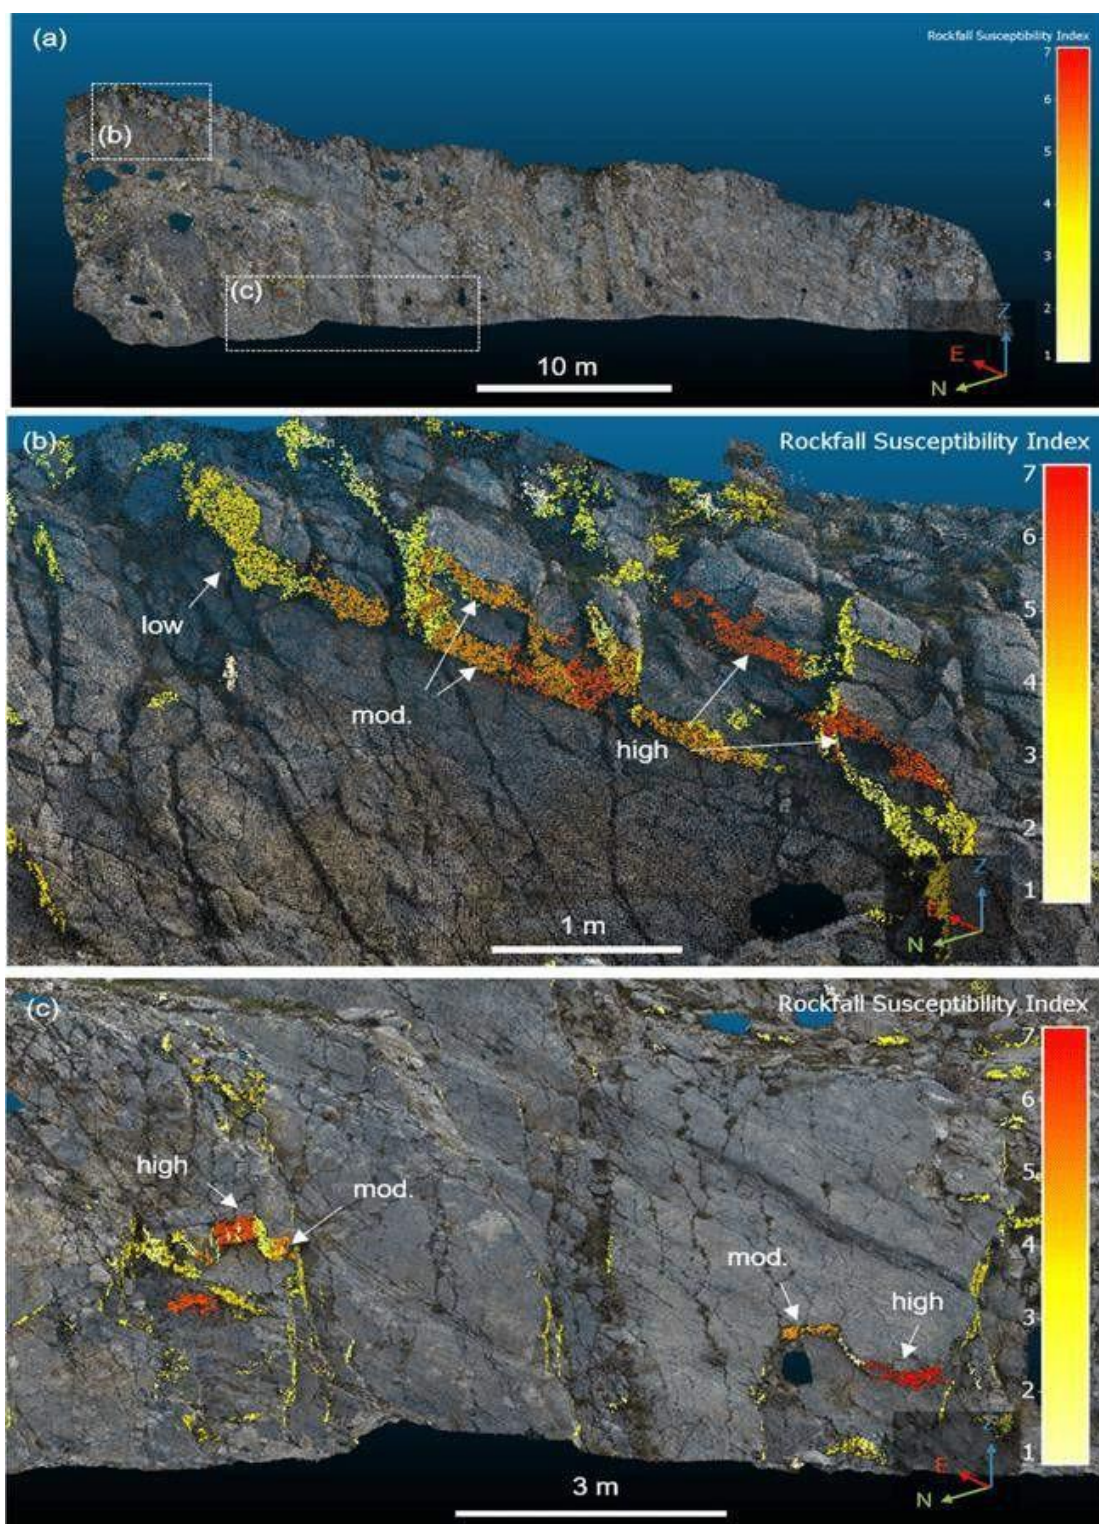 (a)
Rockfall Susceptibility Index
7
6
5
4
3
2
1
(b)
(c)
10 m
Z
E
N
(b)
Rockfall Susceptibility Index
7
6
5
4
3
2
1
low
mod.
high
1 m
Z
E
N
(c)
Rockfall Susceptibility Index
7
6
5
4
3
2
1
high
mod.
mod.
high
3 m
Z
E
N